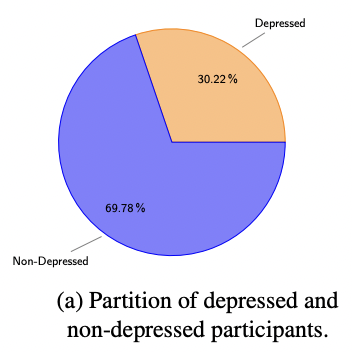 Depressed
30.22%
69.78%
Non-Depressed
(a) Partition of depressed and
non-depressed participants.